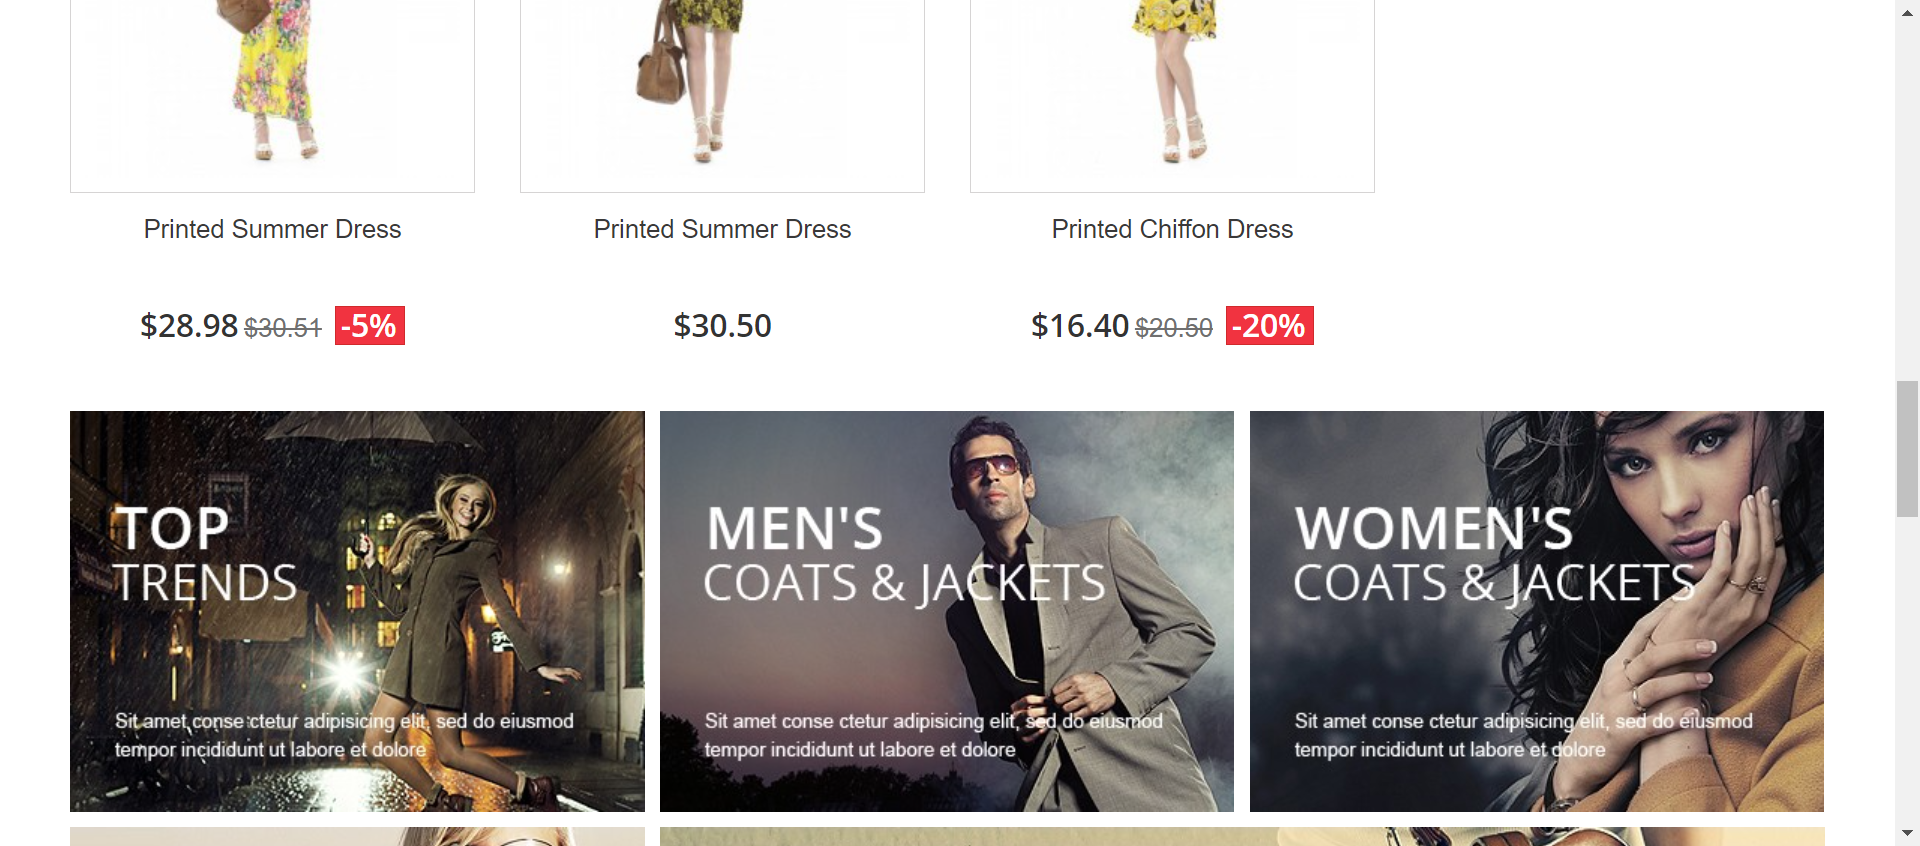 Printed Summer Dress
Printed Summer Dress
Printed Chiffon Dress
$28.98 $30.51 -5%
$30.50
$16.40 $20.50 -20%
TOP
TRENDS
Sit amet conse ctetur adipisicing elit, sed do eiusmod
tempor incididunt ut labore et dolore
MEN'S
COATS & JACKETS
Sit amet conse ctetur adipisicing elit, sed do eiusmod
tempor incididunt ut labore et dolore
WOMEN'S
COATS & JACKETS
Sit amet conse ctetur adipisicing elit, sed do eiusmod
tempor incididunt ut labore et dolore